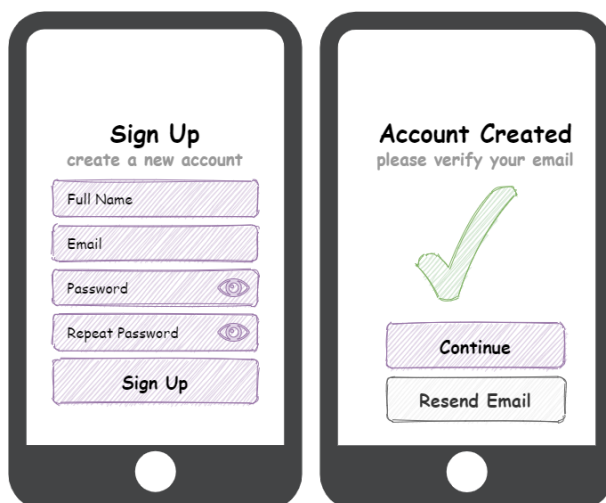 Sign Up
create a new account
Full Name
Email
Password
Repeat Password
Sign Up
Account Created
please verify your email
Continue
Resend Email